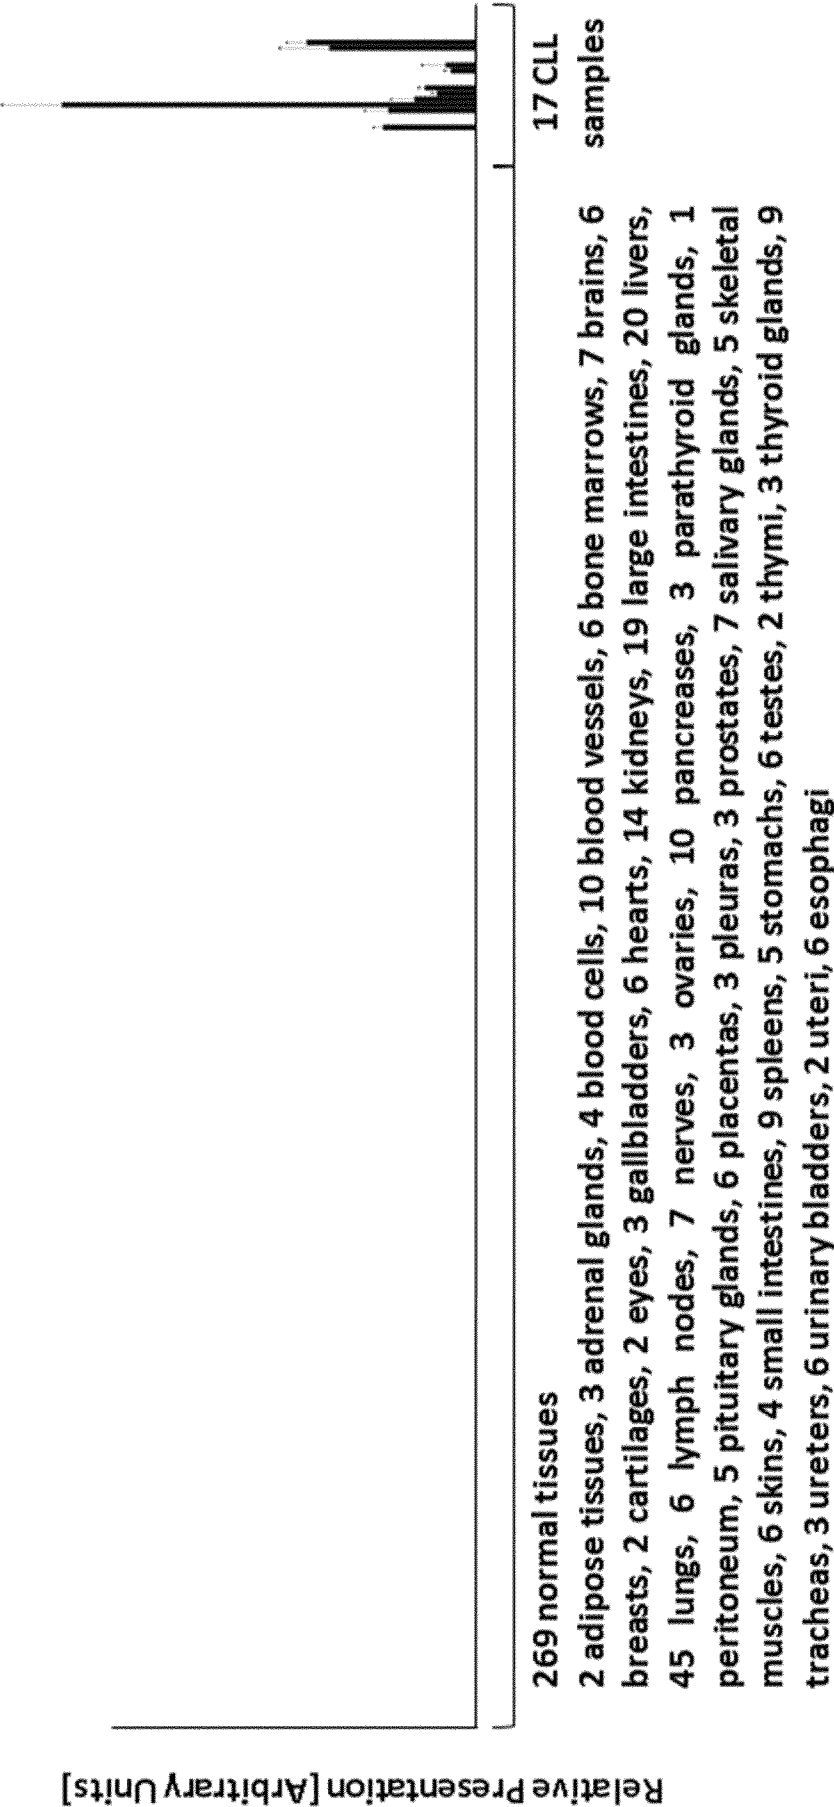 Relative Presentation [Arbitrary Units]
269 normal tissues
2 adipose tissues, 3 adrenal glands, 4 blood cells, 10 blood vessels, 6 bone marrows, 7 brains, 6
breasts, 2 cartilages, 2 eyes, 3 gallbladders, 6 hearts, 14 kidneys, 19 large intestines, 20 livers,
45 lungs, 6 lymph nodes, 7 nerves, 3 ovaries, 10 pancreases, 3 parathyroid glands, 1
peritoneum, 5 pituitary glands, 6 placentas, 3 pleuras, 3 prostates, 7 salivary glands, 5 skeletal
muscles, 6 skins, 4 small intestines, 9 spleens, 5 stomachs, 6 testes, 2 thymi, 3 thyroid glands, 9
tracheas, 3 ureters, 6 urinary bladders, 2 uteri, 6 esophagi
17 CLL
samples